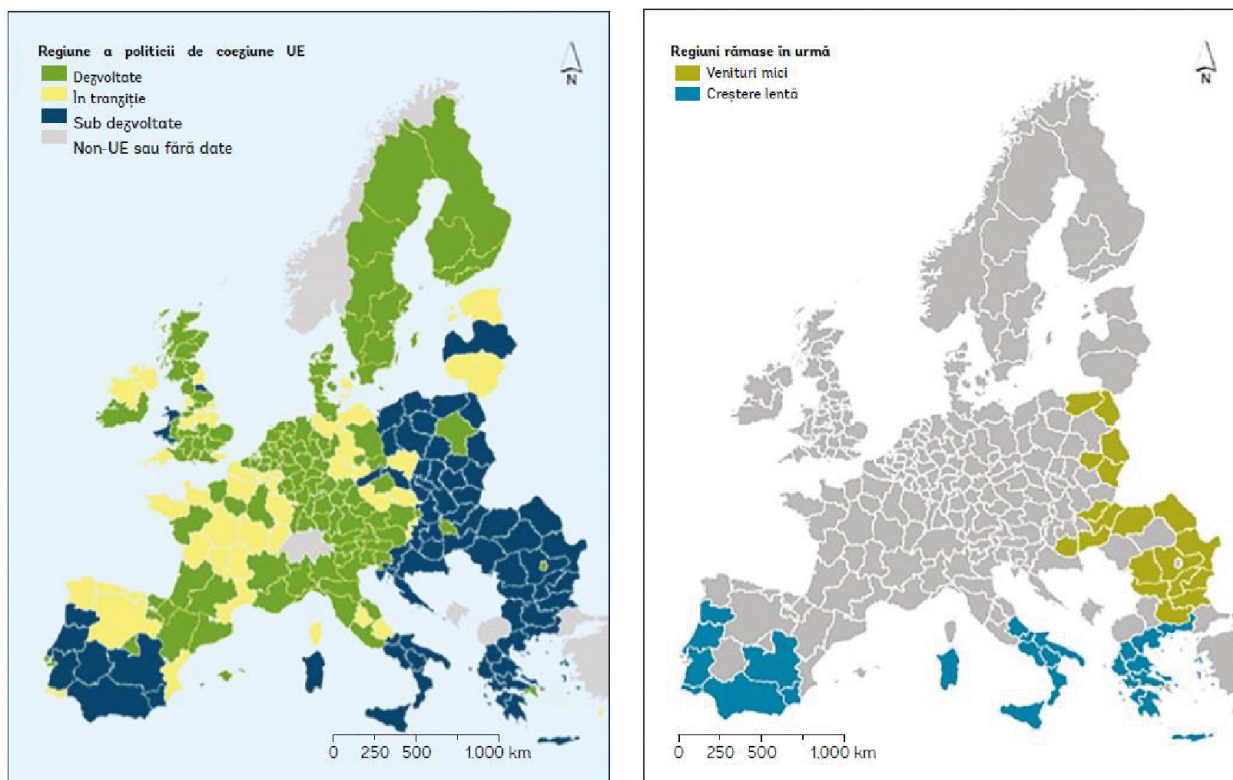 Regiune a politicii de coeziune UE
Dezvoltate
În tranziție
Sub dezvoltate
Non-UE sau fără date
N
0 250 500 1.000 km
Regiuni rămase în urmă
Venituri mici
Creștere lentă
N
0 250 500 1.000 km